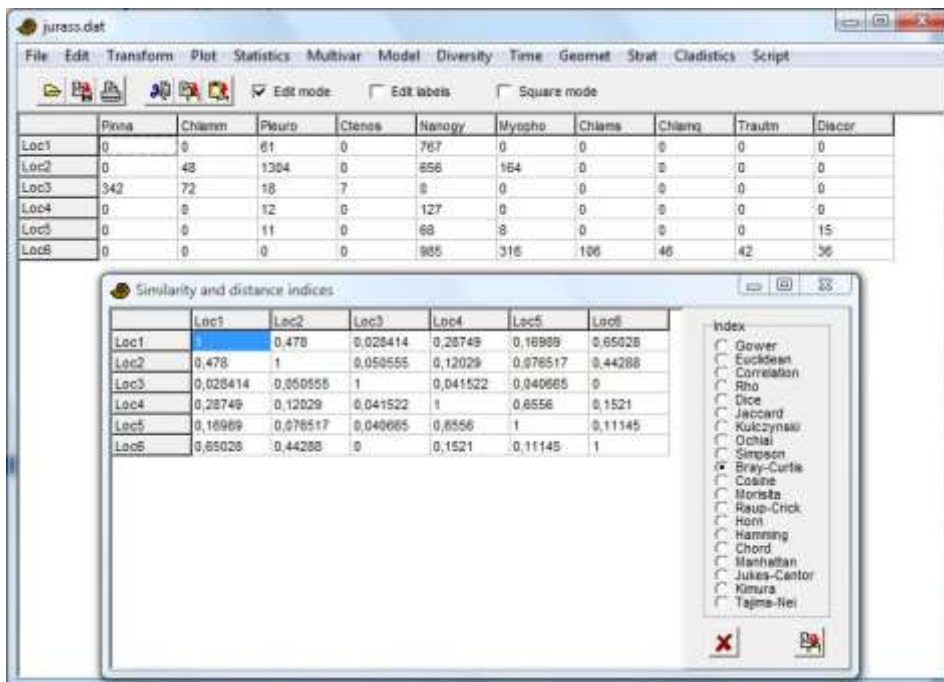 jurass.dat
File Edit Transform Plot Statistics Multivar Model Diversity Time Geomet Strat Cladistics Script
Edit mode Edit labels Square mode
Pinna Chlamm Pleuro Ctenos Nanogy Myopho Chlams Chlamq Trautm Discor
Loc1 0 0 61 0 767 0 0 0 0 0
Loc2 0 48 1304 0 656 164 0 0 0 0
Loc3 342 72 18 7 8 0 0 0 0 0
Loc4 0 0 12 0 127 0 0 0 0 0
Loc5 0 0 11 0 68 8 0 0 0 15
Loc6 0 0 0 0 985 316 106 46 42 36
Similarity and distance indices
Loc1 Loc2 Loc3 Loc4 Loc5 Loc6
Loc1 1 0,478 0,028414 0,28749 0,16989 0,65028
Loc2 0,478 1 0,050555 0,12029 0,076517 0,44288
Loc3 0,028414 0,050555 1 0,041522 0,040665 0
Loc4 0,28749 0,12029 0,041522 1 0,6556 0,1521
Loc5 0,16989 0,076517 0,040665 0,6556 1 0,11145
Loc6 0,65028 0,44288 0 0,1521 0,11145 1
Index
Gower
Euclidean
Correlation
Rho
Dice
Jaccard
Kulczynski
Ochiai
Simpson
Bray-Curtis
Cosine
Morisita
Raup-Crick
Horn
Hamming
Chord
Manhattan
Jukes-Cantor
Kimura
Tajima-Nei